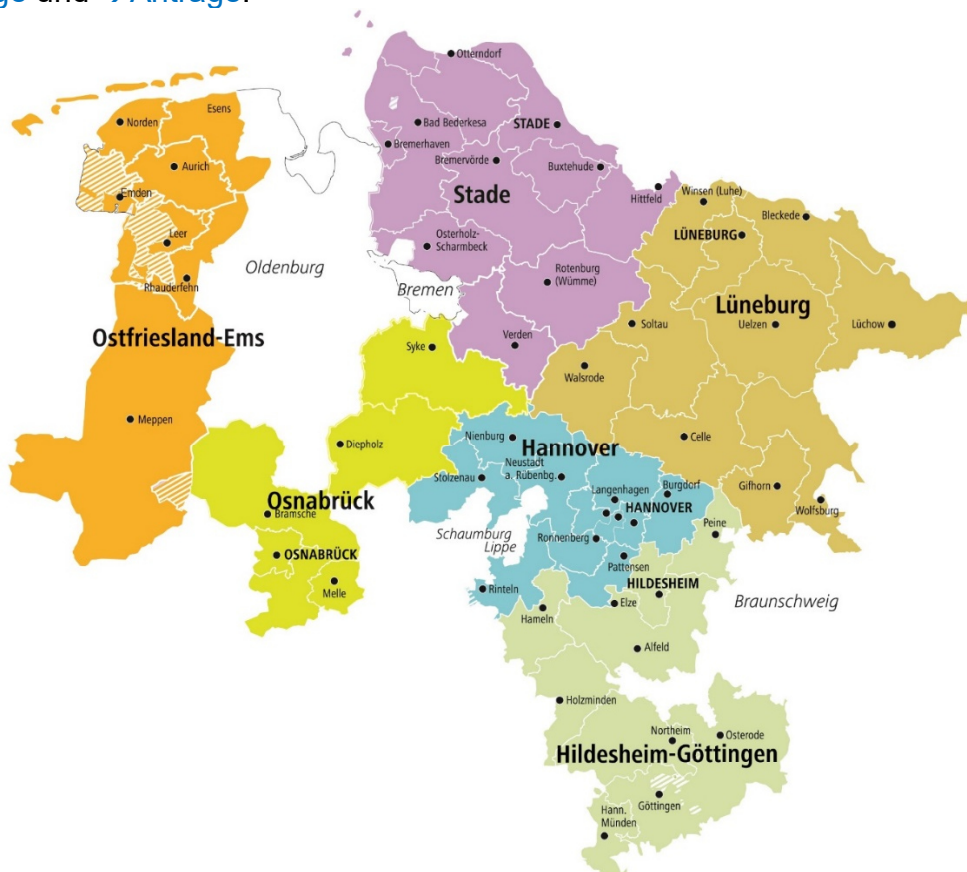 ge und → Anträge.
Otterndorf
Esens
Norden
Bad Bederkesa
STADE
Bremerhaven
Bremervörde
Buxtehude
Aurich
Stade
Hittfeld
Winsen (Luhe)
Emden
Bleckede
LÜNEBURG
Leer
Osterholz-
Scharmbeck
Oldenburg
Rotenburg
(Wümme)
Rhauderfehn
Bremen
Lüneburg
Ostfriesland-Ems
Soltau
Uelzen
Lüchow
Syke
Verden
Walsrode
Meppen
Diepholz
Nienburg
Hannover
Celle
Stolzenau
Neustadt
a. Rübenbg.
Langenhagen
Burgdorf
Gifhorn
Osnabrück
Bramsche
HANNOVER
Wolfsburg
Schaumburg
Lippe
Ronnenberg
Peine
OSNABRÜCK
Pattensen
Melle
Rinteln
HILDESHEIM
Elze
Braunschweig
Hameln
Alfeld
Holzminden
Northeim
Osterode
Hildesheim-Göttingen
Göttingen
Hann.
Münden